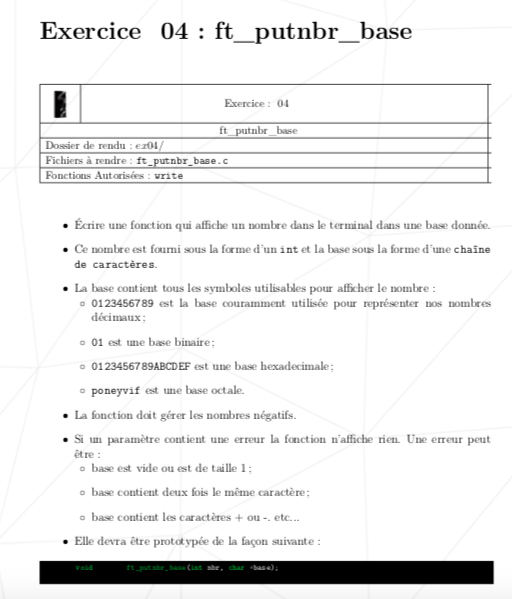 Exercice 04 : ft_putnbr_base
Exercice : 04
ft_putnbr_base
Dossier de rendu : ex04/
Fichiers à rendre : ft_putnbr_base.c
Fonctions Autorisées : write
• Écrire une fonction qui affiche un nombre dans le terminal dans une base donnée.
• Ce nombre est fourni sous la forme d'un int et la base sous la forme d'une chaîne
de caractères.
• La base contient tous les symboles utilisables pour afficher le nombre :
◦ 0123456789 est la base couramment utilisée pour représenter nos nombres
décimaux ;
◦ 01 est une base binaire ;
◦ 0123456789ABCDEF est une base hexadecimale ;
◦ poneyvif est une base octale.
• La fonction doit gérer les nombres négatifs.
• Si un paramètre contient une erreur la fonction n'affiche rien. Une erreur peut
être :
◦ base est vide ou est de taille 1 ;
◦ base contient deux fois le même caractère ;
◦ base contient les caractères + ou -. etc...
• Elle devra être prototypée de la façon suivante :
void ft_putnbr_base(int nbr, char *base);